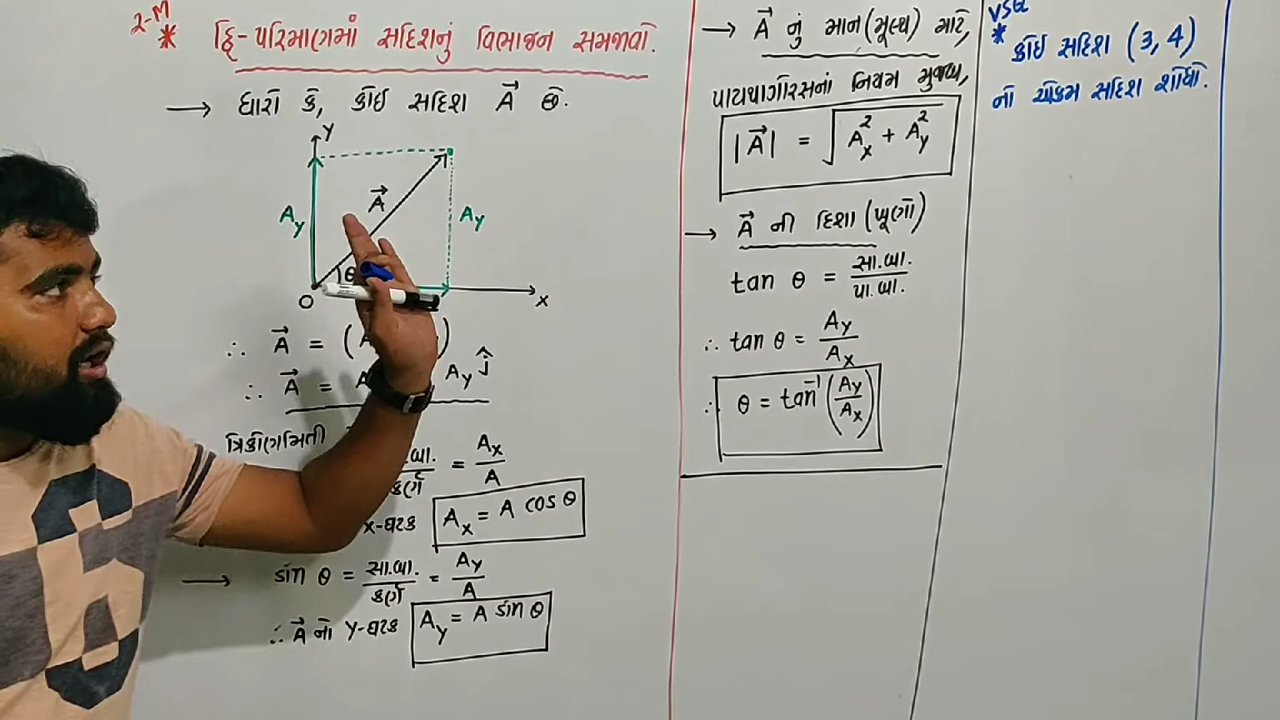 2-M
* દ્વિ-પરિમાણમાં સદિશનું વિભાજન સમજાવો.
→ ધારો કે, કોઈ સદિશ A⃗ છે.
Y
A⃗
Ay
Ay
θ
O
X
∴ A⃗ = (
∴ A⃗ = Ay ĵ
ત્રિકોણમિતી
કર્ણ = Ax/A
x-ઘટક Ax = A cos θ
→ sin θ = સા.બા./કર્ણ = Ay/A
∴ A⃗ નો y-ઘટક Ay = A sin θ
→ A⃗ નું માન (મૂલ્ય) માટે,
પાયથાગોરસનાં નિયમ મુજબ,
|A⃗| = √(Ax² + Ay²)
→ A⃗ ની દિશા (ખૂણો)
tan θ = સા.બા./પા.બા.
∴ tan θ = Ay/Ax
∴ θ = tan⁻¹ (Ay/Ax)
VSQ
* કોઈ સદિશ (3, 4)
નો એકમ સદિશ શોધો.